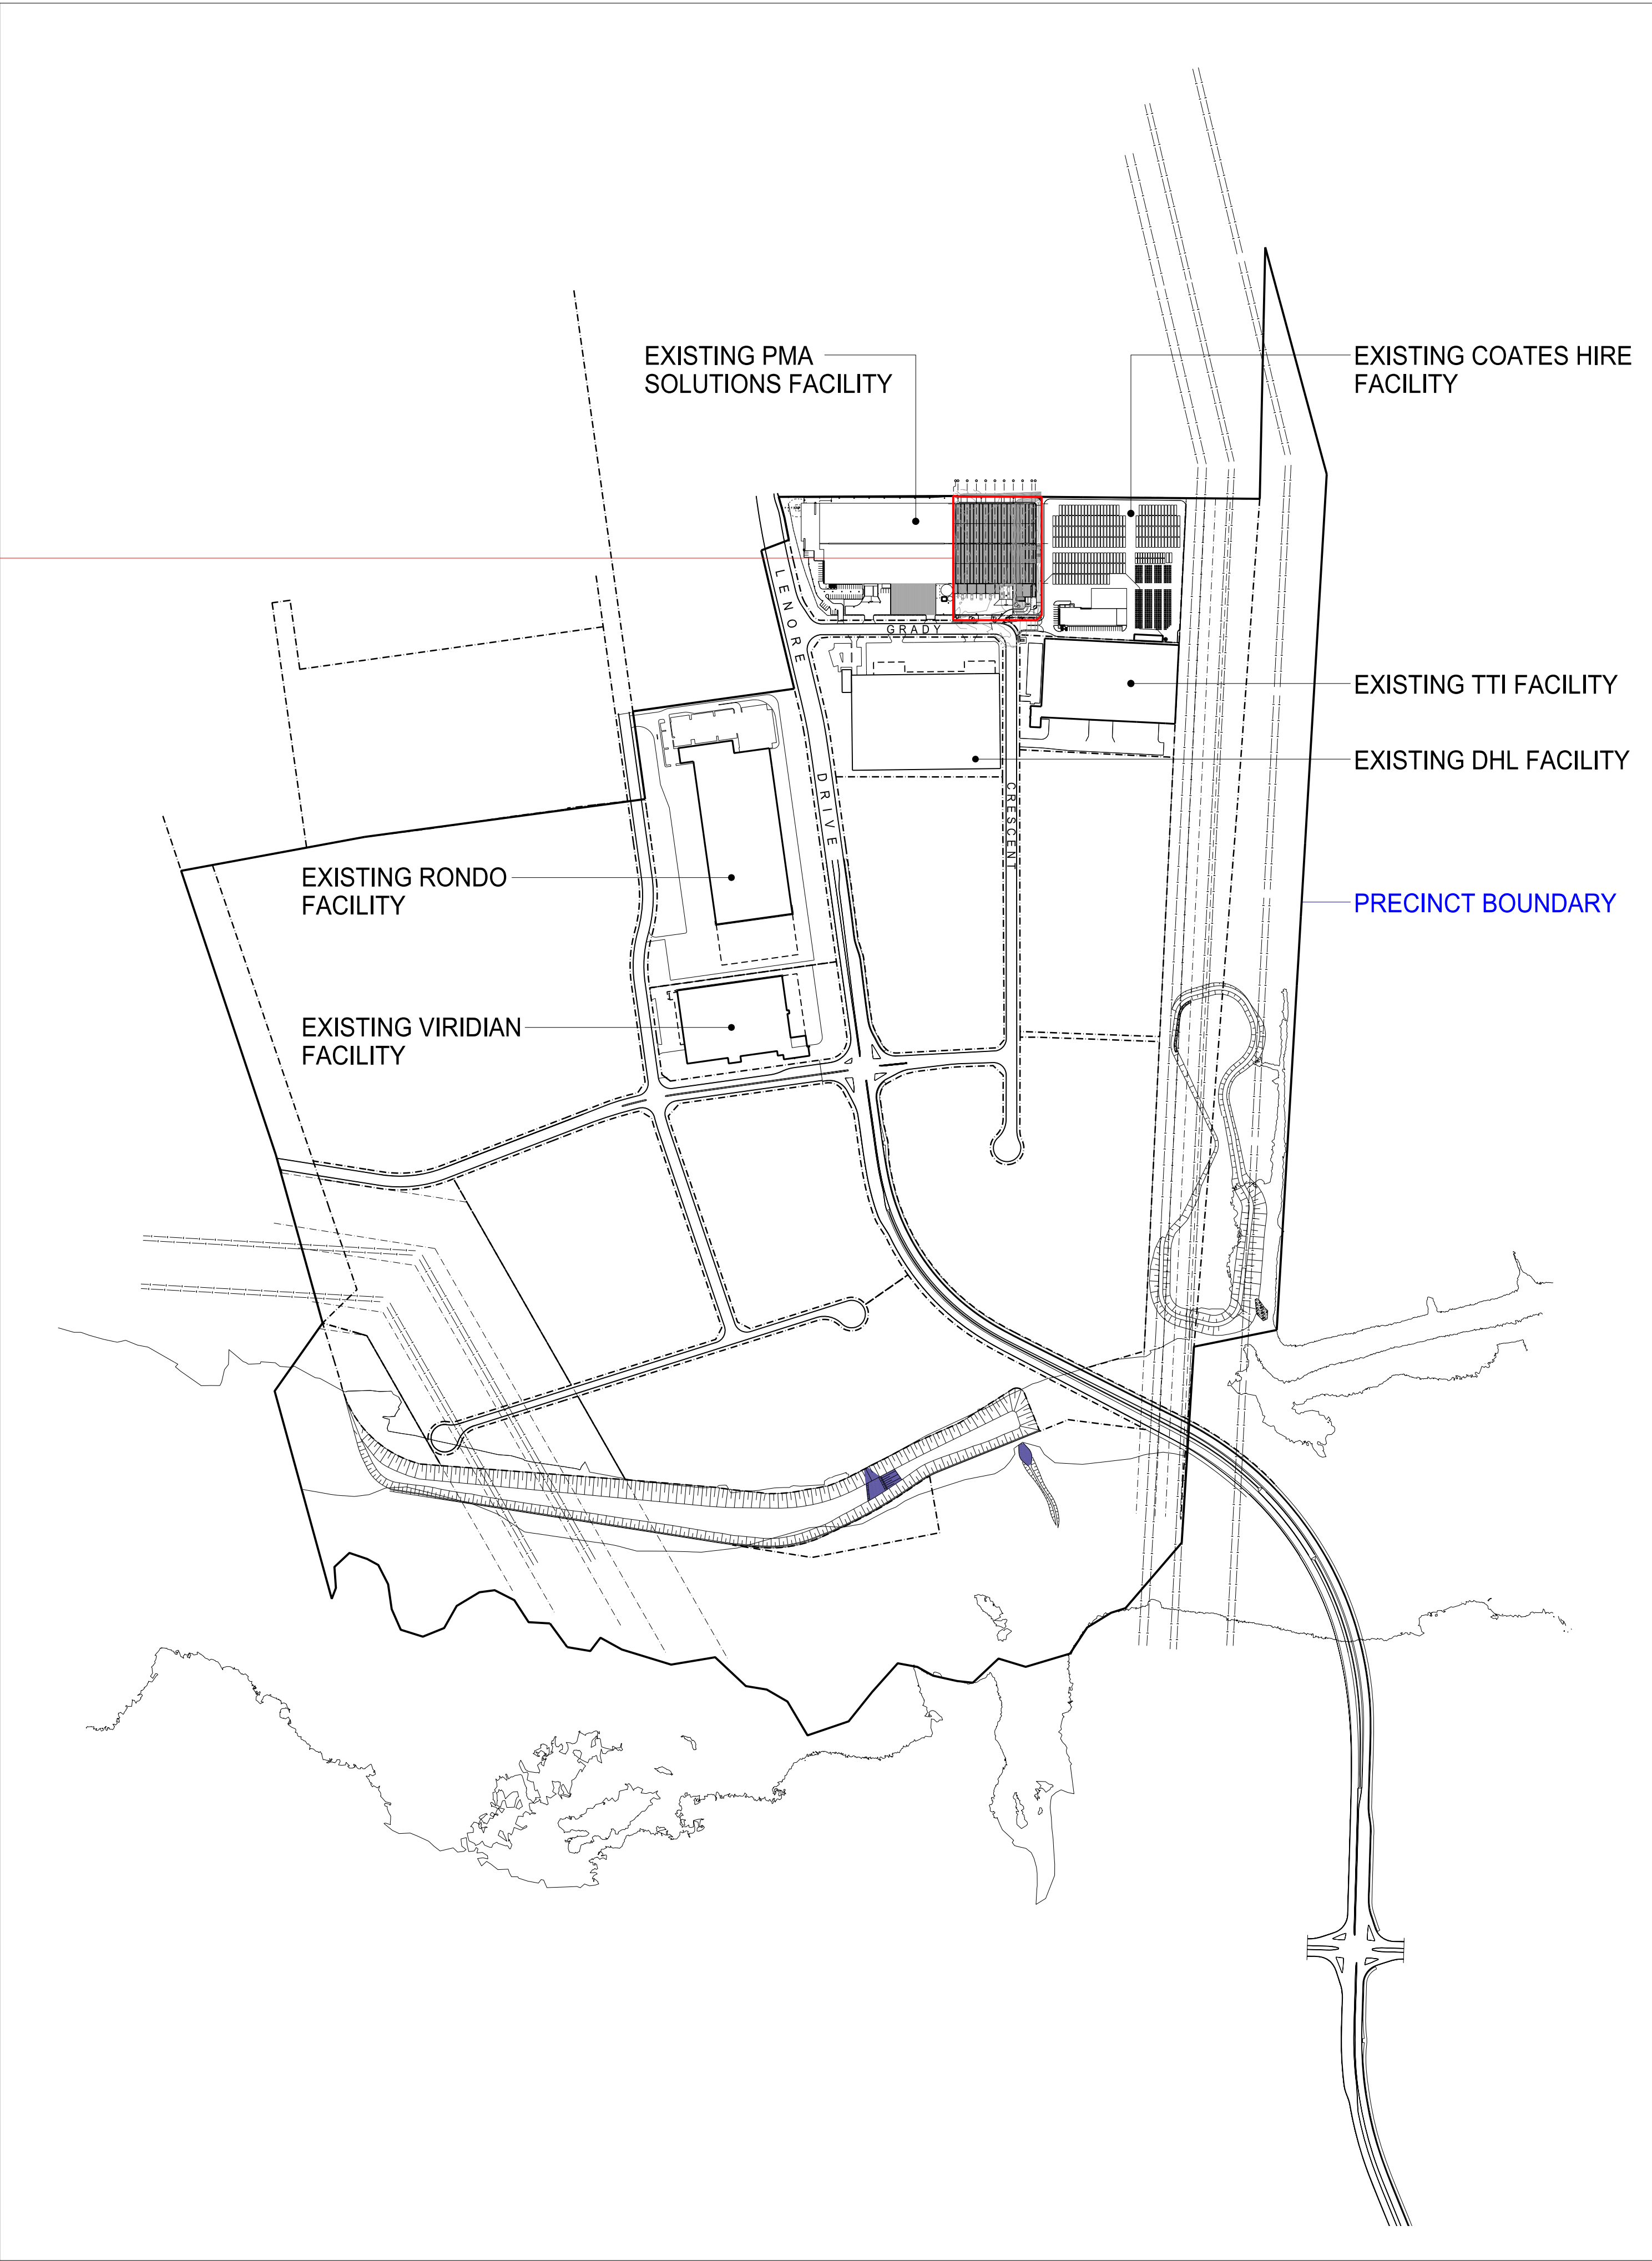 EXISTING PMA
SOLUTIONS FACILITY
EXISTING COATES HIRE
FACILITY
LENORE
GRADY
EXISTING TTI FACILITY
EXISTING DHL FACILITY
DRIVE
CRESCENT
EXISTING RONDO
FACILITY
PRECINCT BOUNDARY
EXISTING VIRIDIAN
FACILITY